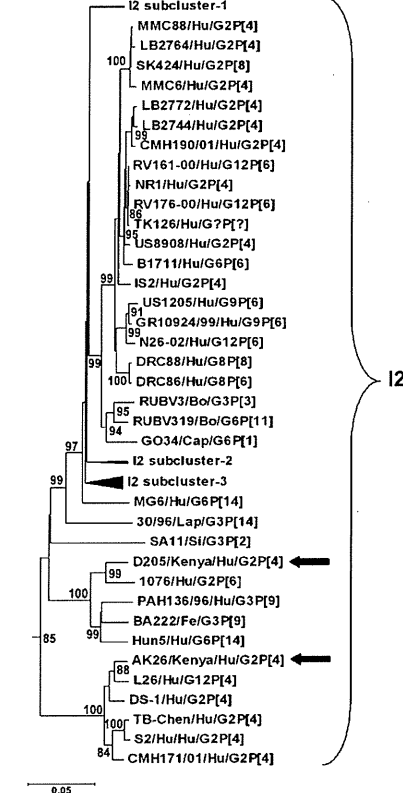 I2 subcluster-1
MMC88/Hu/G2P[4]
LB2764/Hu/G2P[4]
100
SK424/Hu/G2P[8]
MMC6/Hu/G2P[4]
LB2772/Hu/G2P[4]
LB2744/Hu/G2P[4]
99
CMH190/01/Hu/G2P[4]
RV161-00/Hu/G12P[6]
NR1/Hu/G2P[4]
RV176-00/Hu/G12P[6]
86
TK126/Hu/G?P[?]
95
US8908/Hu/G2P[4]
B1711/Hu/G6P[6]
99
IS2/Hu/G2P[4]
US1205/Hu/G9P[6]
91
GR10924/99/Hu/G9P[6]
99
N26-02/Hu/G12P[6]
99
DRC88/Hu/G8P[8]
100
DRC86/Hu/G8P[6]
I2
RUBV3/Bo/G3P[3]
95
RUBV319/Bo/G6P[11]
94
GO34/Cap/G6P[1]
97
I2 subcluster-2
99
I2 subcluster-3
MG6/Hu/G6P[14]
30/96/Lap/G3P[14]
SA11/Si/G3P[2]
D205/Kenya/Hu/G2P[4]
99
1076/Hu/G2P[6]
100
PAH136/96/Hu/G3P[9]
BA222/Fe/G3P[9]
99
Hun5/Hu/G6P[14]
85
AK26/Kenya/Hu/G2P[4]
88
L26/Hu/G12P[4]
DS-1/Hu/G2P[4]
100
TB-Chen/Hu/G2P[4]
100
S2/Hu/Hu/G2P[4]
84
CMH171/01/Hu/G2P[4]
0.05